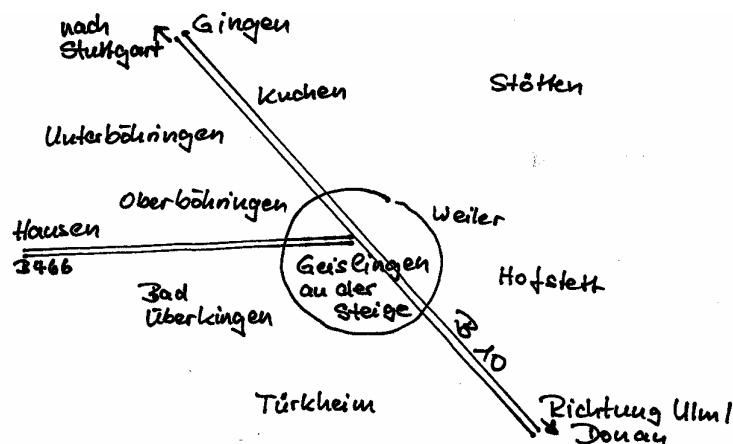 nach
Stuttgart
Gingen
Kuchen
Stötten
Unterböhringen
Oberböhringen
Weiler
Hausen
B466
Geislingen
an der
Steige
Hofstett
Bad
Überkingen
B
10
Türkheim
Richtung Ulm/
Donau